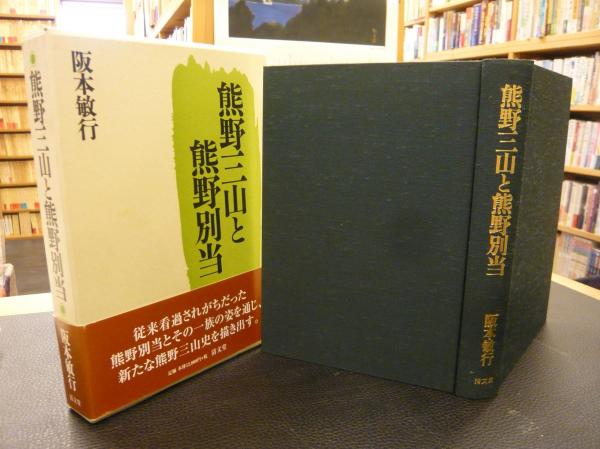 熊野三山と熊野別当
阪本敏行
阪本敏行
熊野三山と
熊野別当
従来看過されがちだった
熊野別当とその一族の姿を通じ、
新たな熊野三山史を描き出す。
清文堂
熊野三山と熊野別当
阪本敏行
清文堂